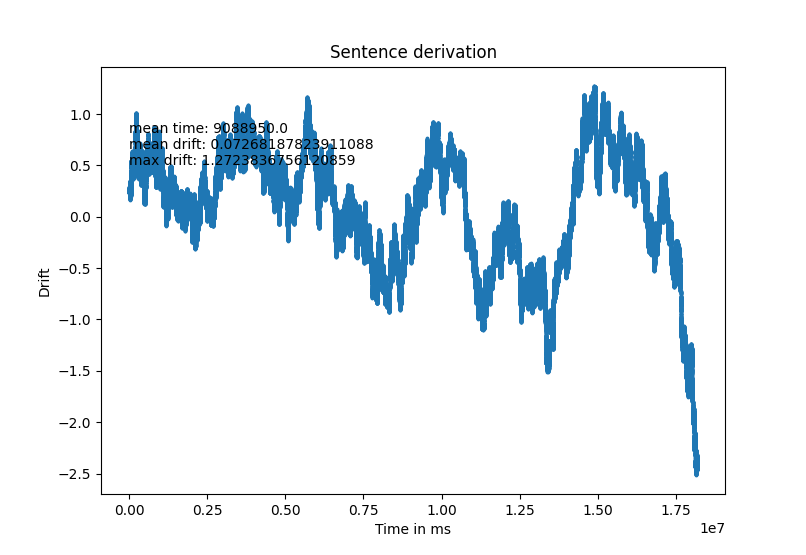 Sentence derivation
mean time: 9088950.0
mean drift: 0.07268187823911088
max drift: 1.2723836756120859
Drift
1.0
0.5
0.0
−0.5
−1.0
−1.5
−2.0
−2.5
0.00 0.25 0.50 0.75 1.00 1.25 1.50 1.75
1e7
Time in ms